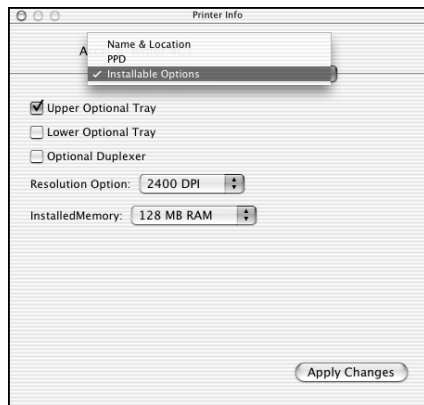 Printer Info
Name & Location
A
PPD
✓ Installable Options
Upper Optional Tray
Lower Optional Tray
Optional Duplexer
Resolution Option: 2400 DPI
InstalledMemory: 128 MB RAM
Apply Changes